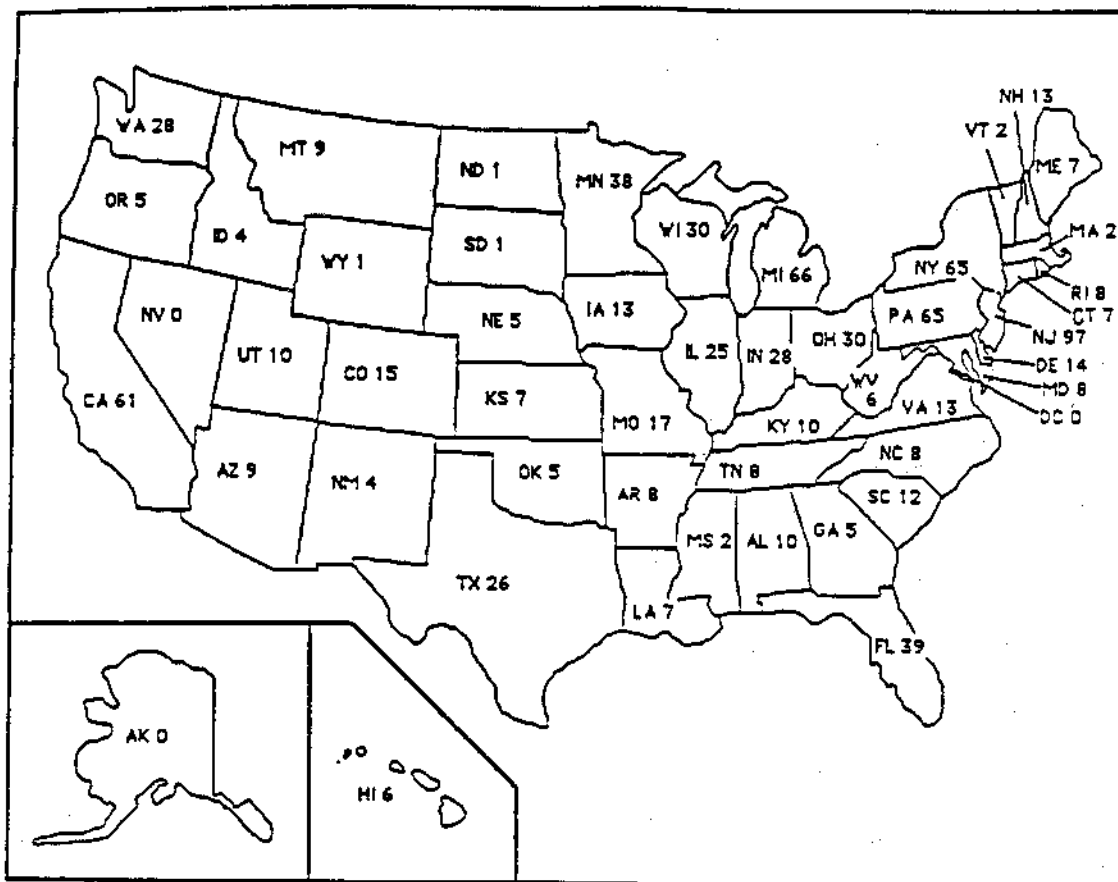 NH 13
VT 2
WA 28
MT 9
ND 1
MN 38
ME 7
OR 5
ID 4
WY 1
SD 1
WI 30
MI 66
NY 65
MA 2
RI 8
CT 7
NV 0
NE 5
IA 13
PA 65
NJ 97
UT 10
CO 15
IL 25
IN 28
OH 30
DE 14
MD 8
DC 0
CA 61
KS 7
MO 17
KY 10
WV
6
VA 13
AZ 9
NM 4
OK 5
AR 8
TN 8
NC 8
SC 12
MS 2
AL 10
GA 5
TX 26
LA 7
FL 39
AK 0
HI 6